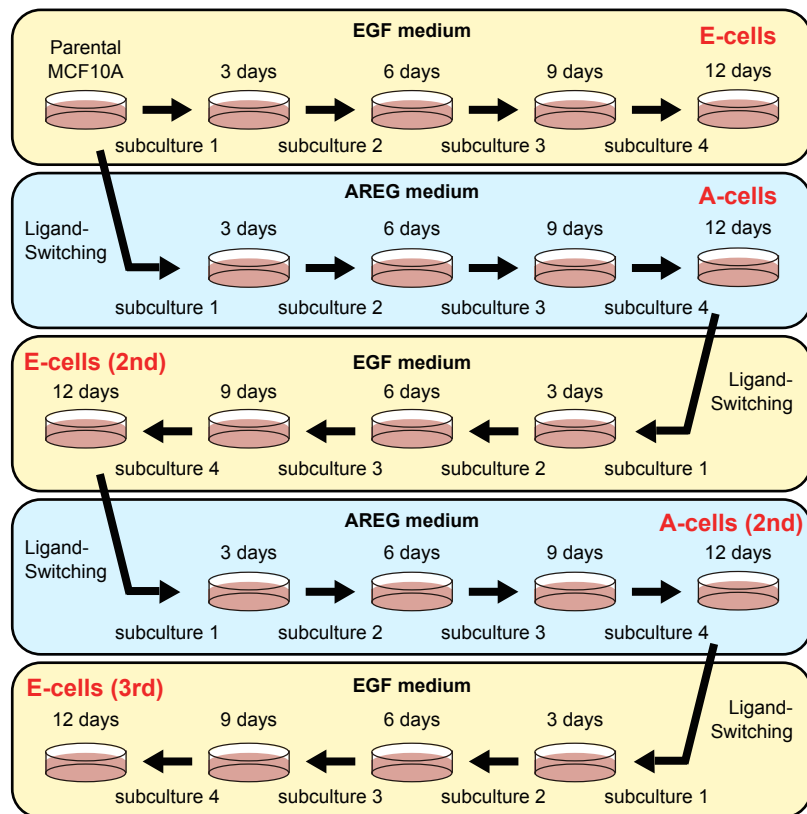 EGF medium
E-cells
Parental
MCF10A
3 days
6 days
9 days
12 days
subculture 1
subculture 2
subculture 3
subculture 4
AREG medium
A-cells
Ligand-
Switching
3 days
6 days
9 days
12 days
subculture 1
subculture 2
subculture 3
subculture 4
E-cells (2nd)
EGF medium
12 days
9 days
6 days
3 days
Ligand-
Switching
subculture 4
subculture 3
subculture 2
subculture 1
AREG medium
A-cells (2nd)
Ligand-
Switching
3 days
6 days
9 days
12 days
subculture 1
subculture 2
subculture 3
subculture 4
E-cells (3rd)
EGF medium
12 days
9 days
6 days
3 days
Ligand-
Switching
subculture 4
subculture 3
subculture 2
subculture 1